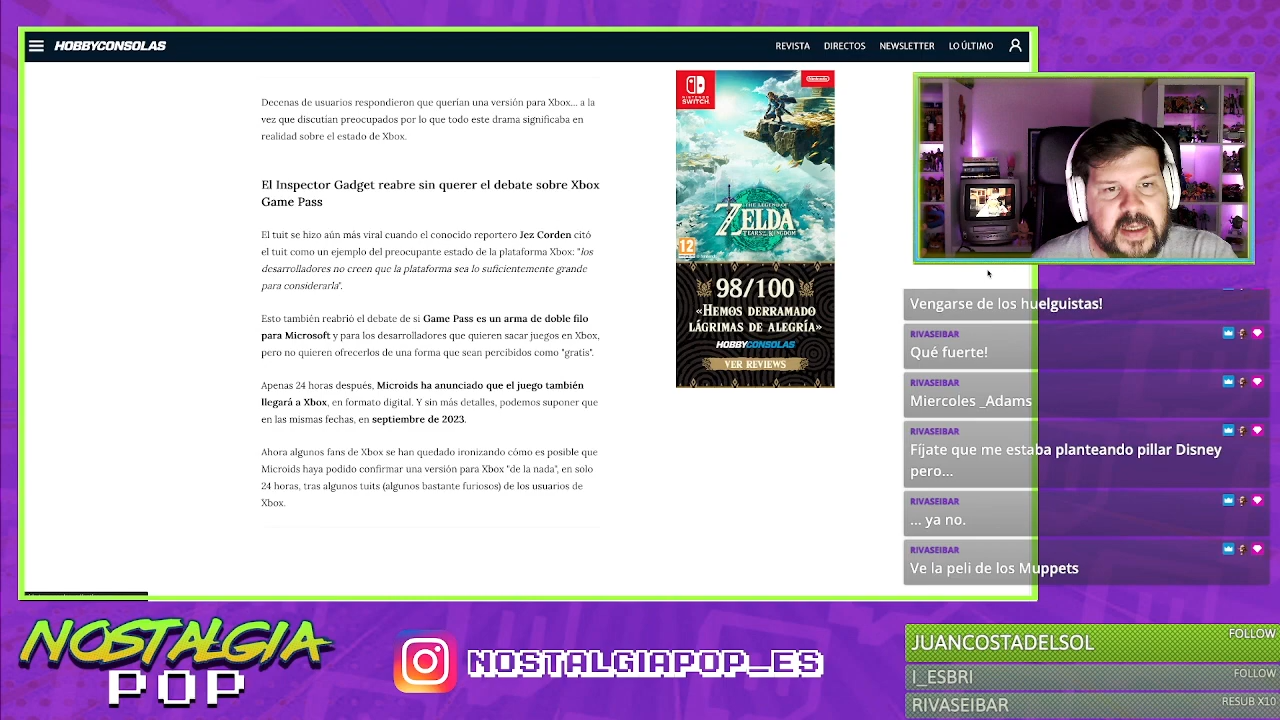 HOBBYCONSOLAS
REVISTA DIRECTOS NEWSLETTER LO ÚLTIMO
Decenas de usuarios respondieron que querían una versión para Xbox... a la
vez que discutían preocupados por lo que todo este drama significaba en
realidad sobre el estado de Xbox.
El Inspector Gadget reabre sin querer el debate sobre Xbox
Game Pass
El tuit se hizo aún más viral cuando el conocido reportero Jez Corden citó
el tuit como un ejemplo del preocupante estado de la plataforma Xbox: "los
desarrolladores no creen que la plataforma sea lo suficientemente grande
para considerarla".
Esto también reabrió el debate de si Game Pass es un arma de doble filo
para Microsoft y para los desarrolladores que quieren sacar juegos en Xbox,
pero no quieren ofrecerlos de una forma que sean percibidos como "gratis".
Apenas 24 horas después, Microids ha anunciado que el juego también
llegará a Xbox, en formato digital. Y sin más detalles, podemos suponer que
en las mismas fechas, en septiembre de 2023.
Ahora algunos fans de Xbox se han quedado ironizando cómo es posible que
Microids haya podido confirmar una versión para Xbox "de la nada", en solo
24 horas, tras algunos tuits (algunos bastante furiosos) de los usuarios de
Xbox.
NINTENDO
SWITCH
Nintendo
THE LEGEND OF
ZELDA
TEARS OF THE KINGDOM
12
98/100
«HEMOS DERRAMADO
LÁGRIMAS DE ALEGRÍA»
HOBBYCONSOLAS
VER REVIEWS
Vengarse de los huelguistas!
RIVASEIBAR
Qué fuerte!
RIVASEIBAR
Miercoles _Adams
RIVASEIBAR
Fíjate que me estaba planteando pillar Disney
pero...
RIVASEIBAR
... ya no.
RIVASEIBAR
Ve la peli de los Muppets
NOSTALGIA
POP
NOSTALGIAPOP_ES
JUANCOSTADELSOL FOLLOW
I_ESBRI FOLLOW
RIVASEIBAR RESUB X10